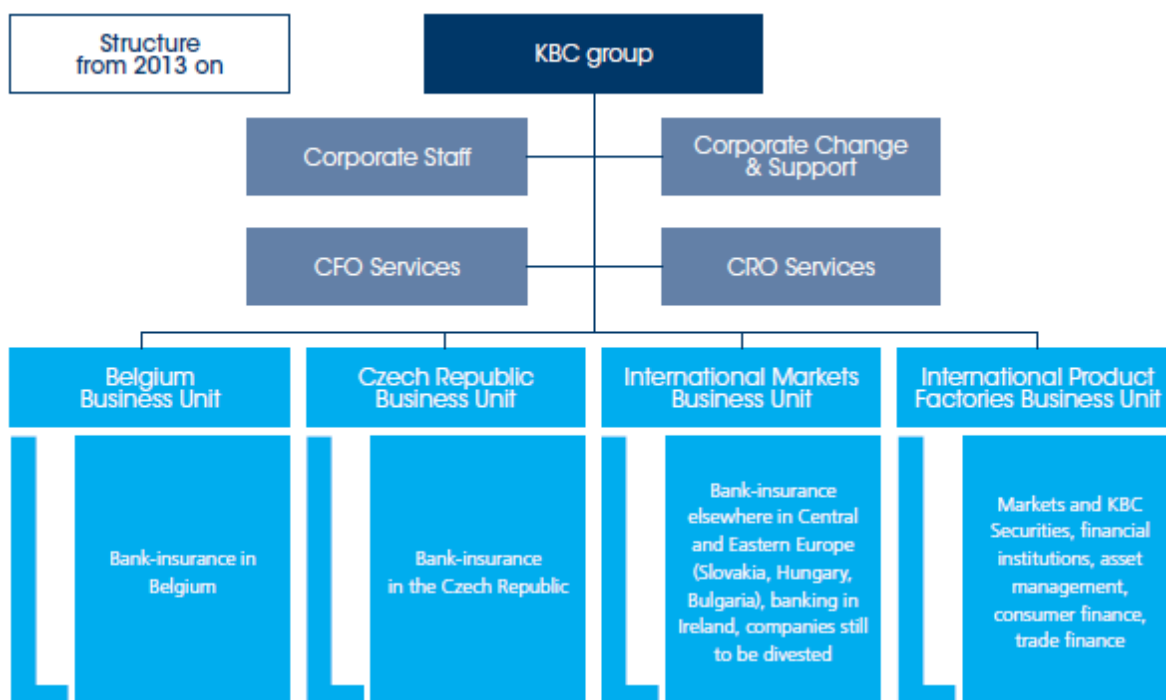 Structure
from 2013 on
KBC group
Corporate Staff
Corporate Change
& Support
CFO Services
CRO Services
Belgium
Business Unit
Czech Republic
Business Unit
International Markets
Business Unit
International Product
Factories Business Unit
Bank-insurance in
Belgium
Bank-insurance
in the Czech Republic
Bank-insurance
elsewhere in Central
and Eastern Europe
(Slovakia, Hungary,
Bulgaria), banking in
Ireland, companies still
to be divested
Markets and KBC
Securities, financial
institutions, asset
management,
consumer finance,
trade finance